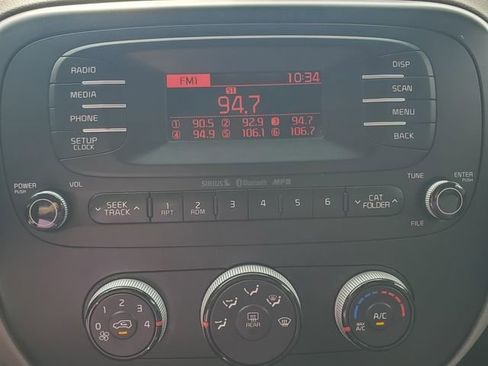 RADIO
MEDIA
PHONE
SETUP
CLOCK
FM1 10:34
ST
94.7
① 90.5 ② 92.9 ❸ 94.7
④ 94.9 ⑤ 106.1 ⑥ 106.7
DISP
SCAN
MENU
BACK
SIRIUS Bluetooth MP3
POWER
PUSH
VOL
SEEK
TRACK
1
RPT
2
RDM
3
4
5
6
CAT
FOLDER
TUNE
ENTER
PUSH
FILE
0 1 2 3 4
REAR
MAX
A/C
A/C